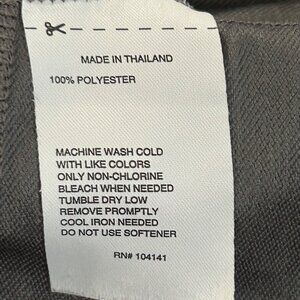 MADE IN THAILAND
100% POLYESTER
MACHINE WASH COLD
WITH LIKE COLORS
ONLY NON-CHLORINE
BLEACH WHEN NEEDED
TUMBLE DRY LOW
REMOVE PROMPTLY
COOL IRON NEEDED
DO NOT USE SOFTENER
RN# 104141